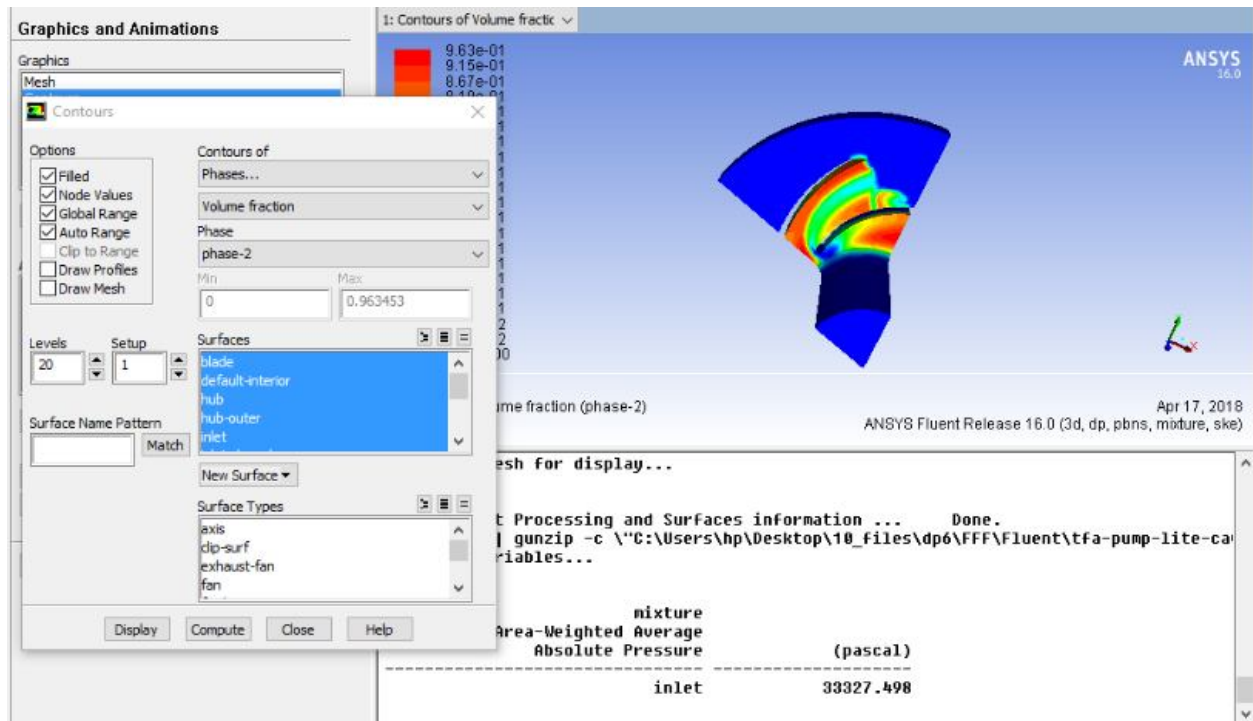 Graphics and Animations
Graphics
Mesh
Contours
Options
Filled
Node Values
Global Range
Auto Range
Clip to Range
Draw Profiles
Draw Mesh
Levels
Setup
20
1
Surface Name Pattern
Match
Contours of
Phases...
Volume fraction
Phase
phase-2
Min
Max
0
0.963453
Surfaces
blade
default-interior
hub
hub-outer
inlet
New Surface
Surface Types
axis
clip-surf
exhaust-fan
fan
Display
Compute
Close
Help
1: Contours of Volume fractic
9.63e-01
9.15e-01
8.67e-01
ANSYS
16.0
fraction (phase-2)
Apr 17, 2018
ANSYS Fluent Release 16.0 (3d, dp, pbns, mixture, ske)
for display...
Processing and Surfaces information ... Done.
| gunzip -c \"C:\Users\hp\Desktop\10_files\dp6\FFF\Fluent\tfa-pump-lite-ca
mixture
Area-Weighted Average
Absolute Pressure (pascal)
inlet 33327.498